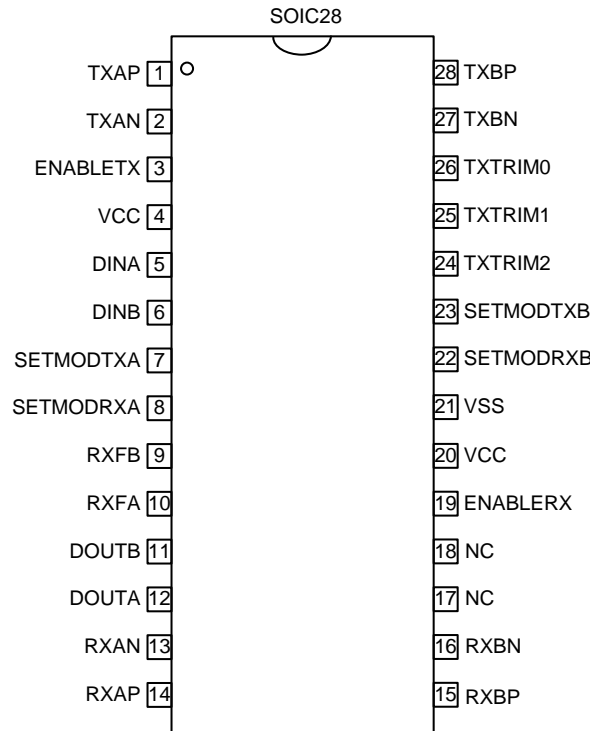 SOIC28
TXAP 1 28 TXBP
TXAN 2 27 TXBN
ENABLETX 3 26 TXTRIM0
VCC 4 25 TXTRIM1
DINA 5 24 TXTRIM2
DINB 6 23 SETMODTXB
SETMODTXA 7 22 SETMODRXB
SETMODRXA 8 21 VSS
RXFB 9 20 VCC
RXFA 10 19 ENABLERX
DOUTB 11 18 NC
DOUTA 12 17 NC
RXAN 13 16 RXBN
RXAP 14 15 RXBP